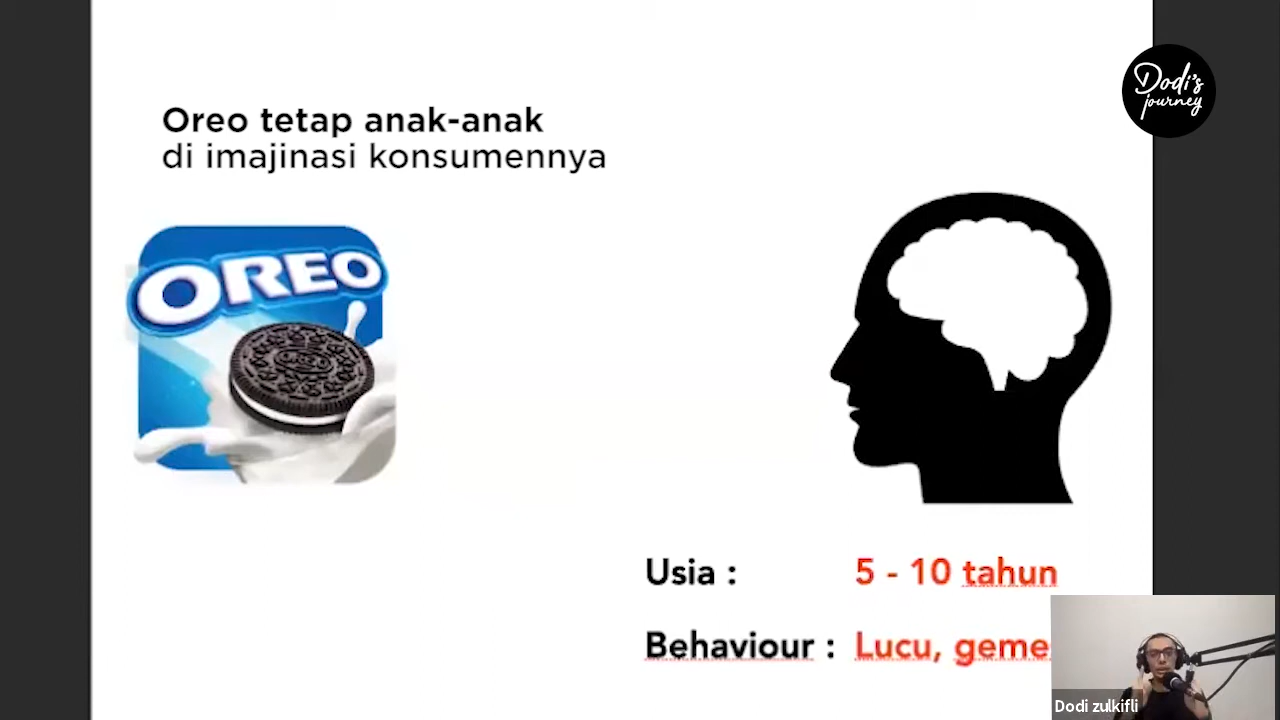 Dodi's
journey
Oreo tetap anak-anak
di imajinasi konsumennya
OREO
Usia : 5 - 10 tahun
Behaviour : Lucu,
Dodi zulkifli